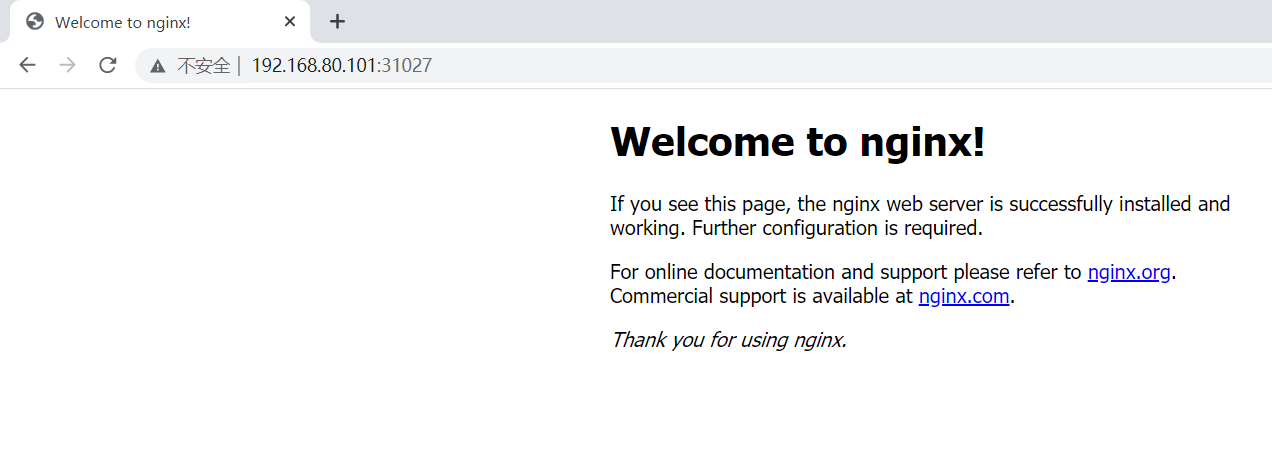 Welcome to nginx!
不安全 | 192.168.80.101:31027
Welcome to nginx!
If you see this page, the nginx web server is successfully installed and
working. Further configuration is required.
For online documentation and support please refer to nginx.org.
Commercial support is available at nginx.com.
Thank you for using nginx.